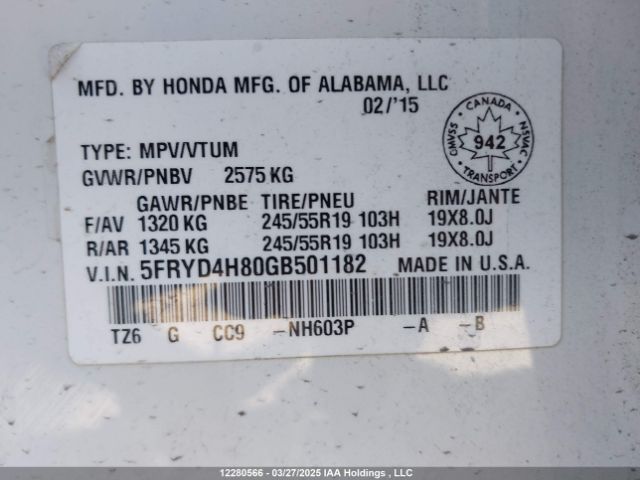 MFD. BY HONDA MFG. OF ALABAMA, LLC
02/'15
CANADA
CMVSS
942
NSVAC
TRANSPORT
TYPE: MPV/VTUM
GVWR/PNBV 2575 KG
GAWR/PNBE TIRE/PNEU RIM/JANTE
F/AV 1320 KG 245/55R19 103H 19X8.0J
R/AR 1345 KG 245/55R19 103H 19X8.0J
V.I.N. 5FRYD4H80GB501182 MADE IN U.S.A.
TZ6 G CC9 -NH603P -A -B
12280566 - 03/27/2025 IAA Holdings , LLC